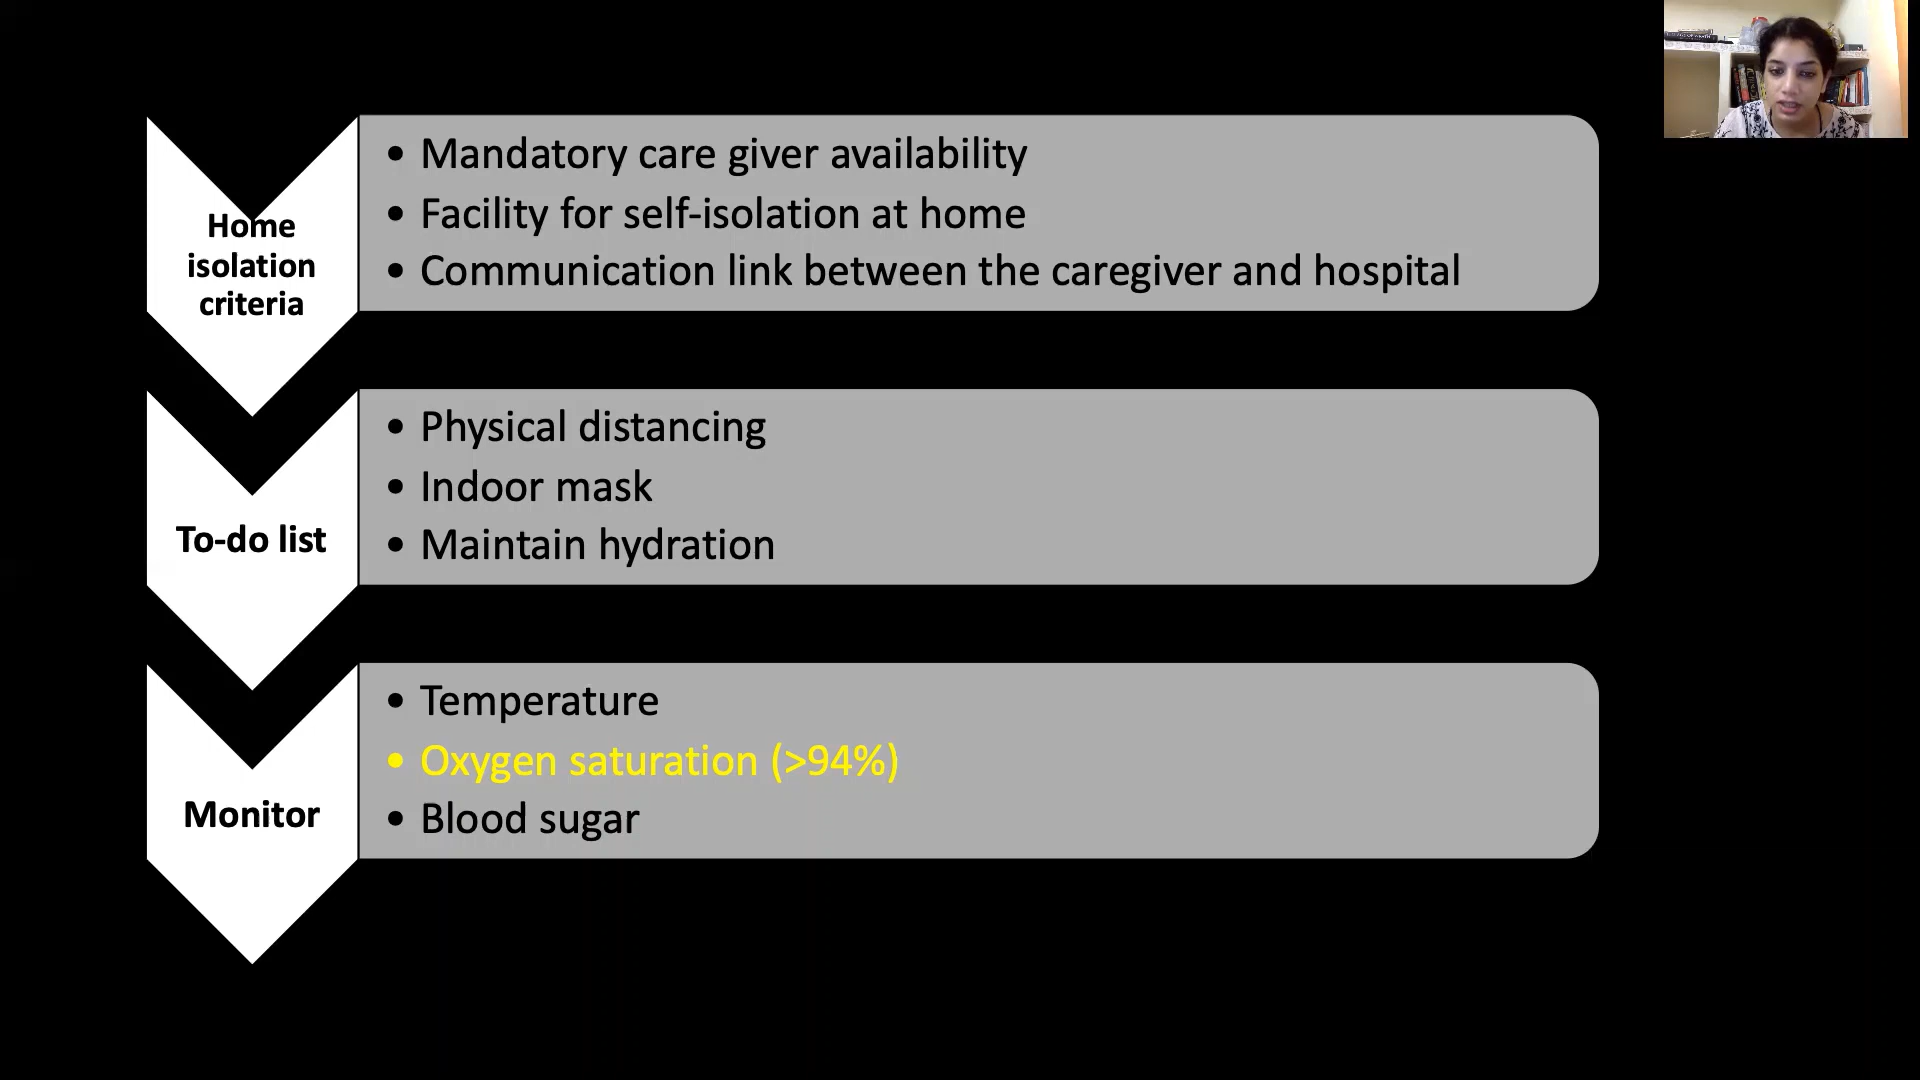 Home
isolation
criteria
• Mandatory care giver availability
• Facility for self-isolation at home
• Communication link between the caregiver and hospital
To-do list
• Physical distancing
• Indoor mask
• Maintain hydration
Monitor
• Temperature
• Oxygen saturation (>94%)
• Blood sugar